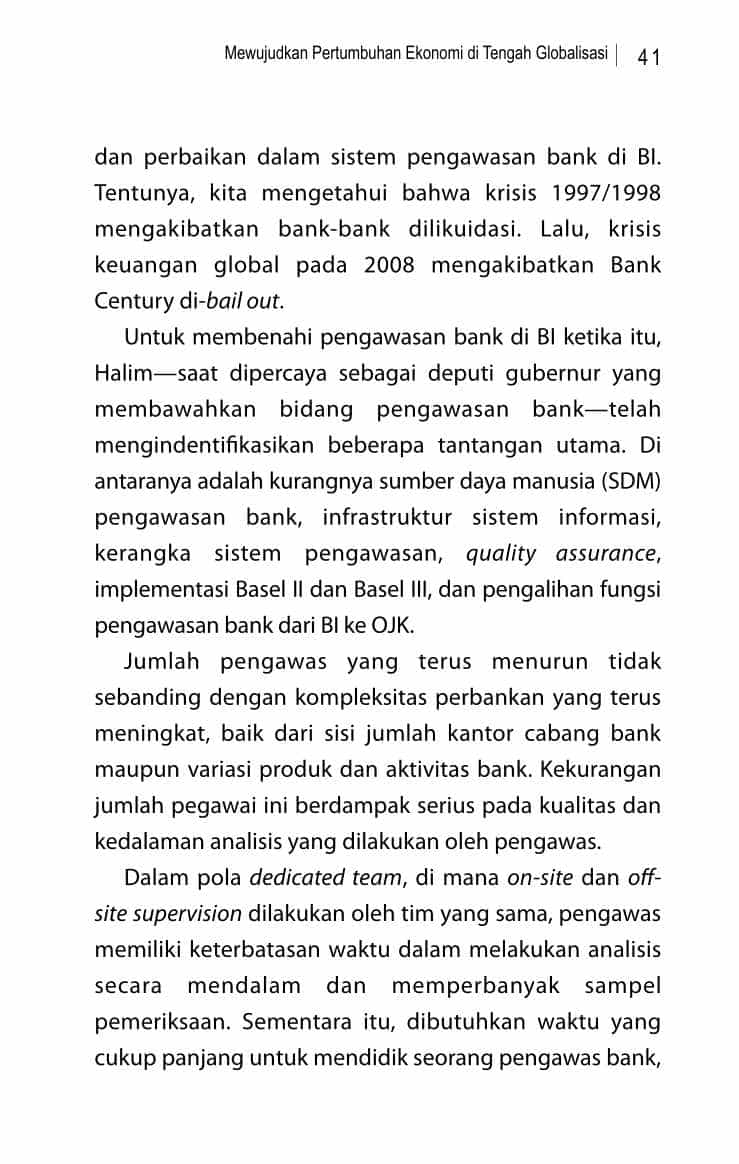 Mewujudkan Pertumbuhan Ekonomi di Tengah Globalisasi | 41
dan perbaikan dalam sistem pengawasan bank di BI.
Tentunya, kita mengetahui bahwa krisis 1997/1998
mengakibatkan bank-bank dilikuidasi. Lalu, krisis
keuangan global pada 2008 mengakibatkan Bank
Century di-bail out.
Untuk membenahi pengawasan bank di BI ketika itu,
Halim—saat dipercaya sebagai deputi gubernur yang
membawahkan bidang pengawasan bank—telah
mengindentifikasikan beberapa tantangan utama. Di
antaranya adalah kurangnya sumber daya manusia (SDM)
pengawasan bank, infrastruktur sistem informasi,
kerangka sistem pengawasan, quality assurance,
implementasi Basel II dan Basel III, dan pengalihan fungsi
pengawasan bank dari BI ke OJK.
Jumlah pengawas yang terus menurun tidak
sebanding dengan kompleksitas perbankan yang terus
meningkat, baik dari sisi jumlah kantor cabang bank
maupun variasi produk dan aktivitas bank. Kekurangan
jumlah pegawai ini berdampak serius pada kualitas dan
kedalaman analisis yang dilakukan oleh pengawas.
Dalam pola dedicated team, di mana on-site dan off-
site supervision dilakukan oleh tim yang sama, pengawas
memiliki keterbatasan waktu dalam melakukan analisis
secara mendalam dan memperbanyak sampel
pemeriksaan. Sementara itu, dibutuhkan waktu yang
cukup panjang untuk mendidik seorang pengawas bank,